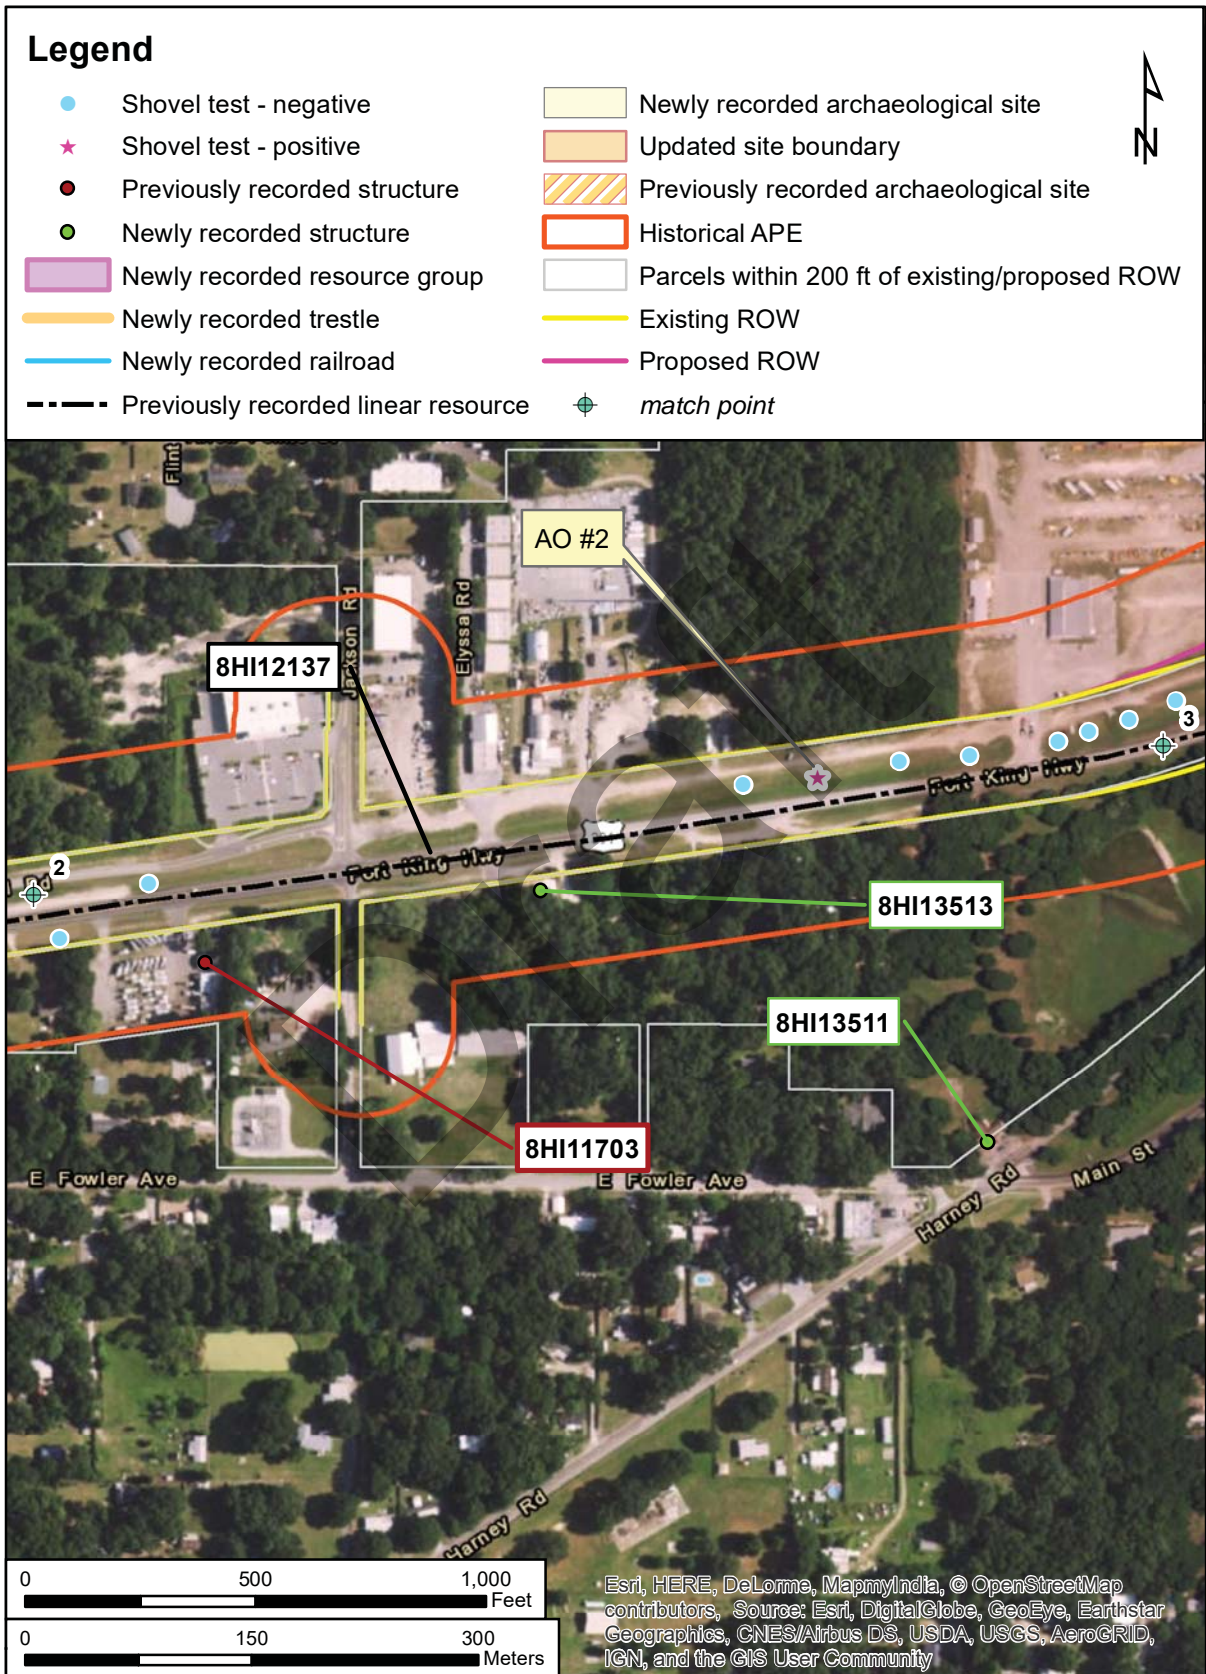 Legend
Shovel test - negative
Shovel test - positive
Previously recorded structure
Newly recorded structure
Newly recorded resource group
Newly recorded trestle
Newly recorded railroad
Previously recorded linear resource
Newly recorded archaeological site
Updated site boundary
Previously recorded archaeological site
Historical APE
Parcels within 200 ft of existing/proposed ROW
Existing ROW
Proposed ROW
match point
N
Flint
AO #2
Jackson Rd
Elyssa Rd
8HI12137
3
Fort King Hwy
2
Rd
Fort King Hwy
8HI13513
8HI13511
8HI11703
E Fowler Ave
E Fowler Ave
Harney Rd
Main St
Harney Rd
Draft
0 500 1,000
Feet
0 150 300
Meters
Esri, HERE, DeLorme, MapmyIndia, © OpenStreetMap
contributors, Source: Esri, DigitalGlobe, GeoEye, Earthstar
Geographics, CNES/Airbus DS, USDA, USGS, AeroGRID,
IGN, and the GIS User Community